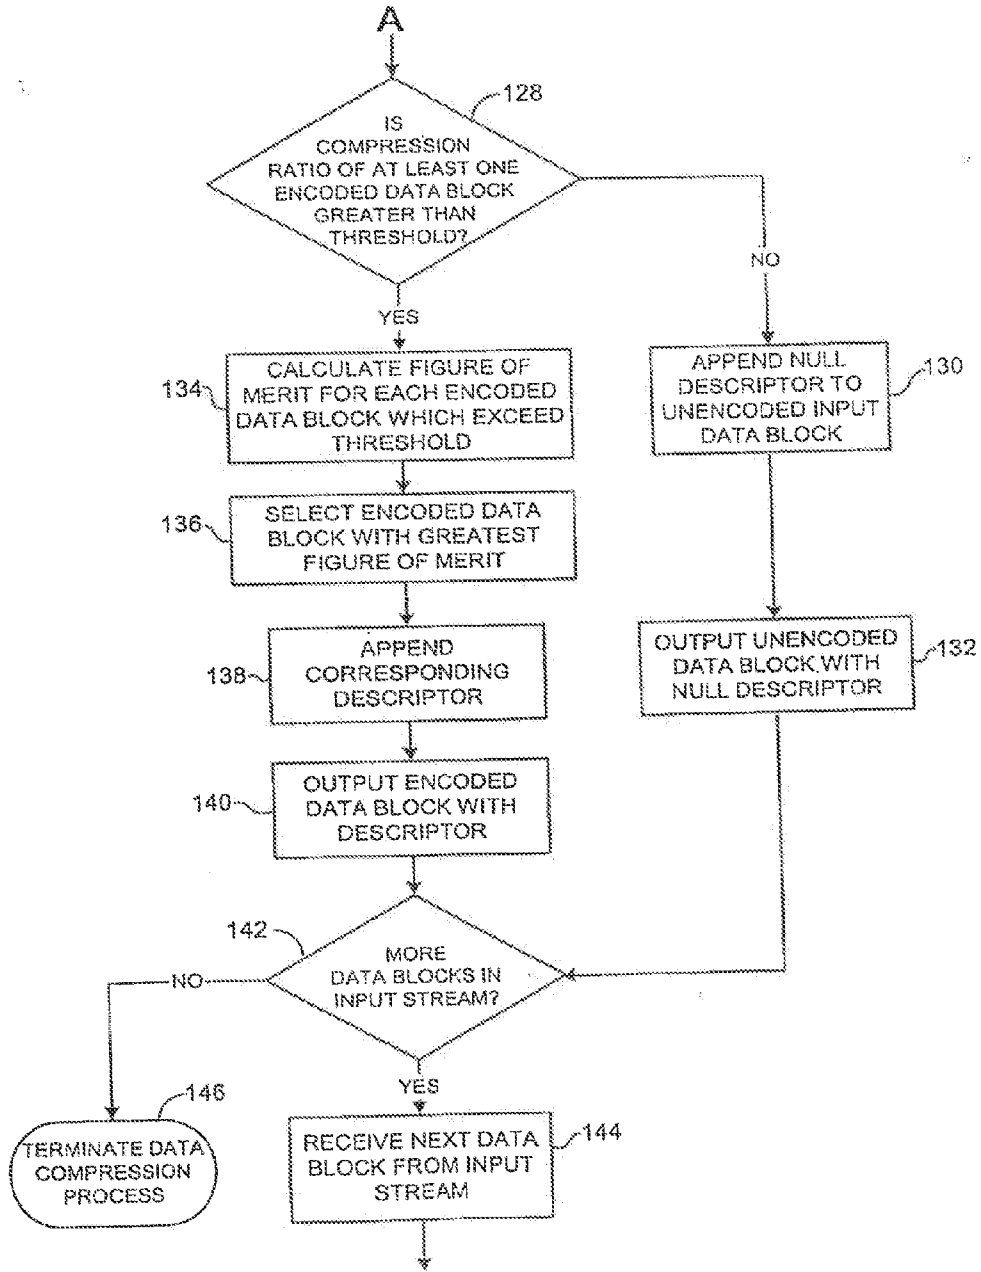 A
128
IS
COMPRESSION
RATIO OF AT LEAST ONE
ENCODED DATA BLOCK
GREATER THAN
THRESHOLD?
NO
YES
134
CALCULATE FIGURE OF
MERIT FOR EACH ENCODED
DATA BLOCK WHICH EXCEED
THRESHOLD
APPEND NULL
DESCRIPTOR TO
UNENCODED INPUT
DATA BLOCK
130
136
SELECT ENCODED DATA
BLOCK WITH GREATEST
FIGURE OF MERIT
138
APPEND
CORRESPONDING
DESCRIPTOR
OUTPUT UNENCODED
DATA BLOCK WITH
NULL DESCRIPTOR
132
140
OUTPUT ENCODED
DATA BLOCK WITH
DESCRIPTOR
142
MORE
DATA BLOCKS IN
INPUT STREAM?
NO
YES
146
TERMINATE DATA
COMPRESSION
PROCESS
RECEIVE NEXT DATA
BLOCK FROM INPUT
STREAM
144